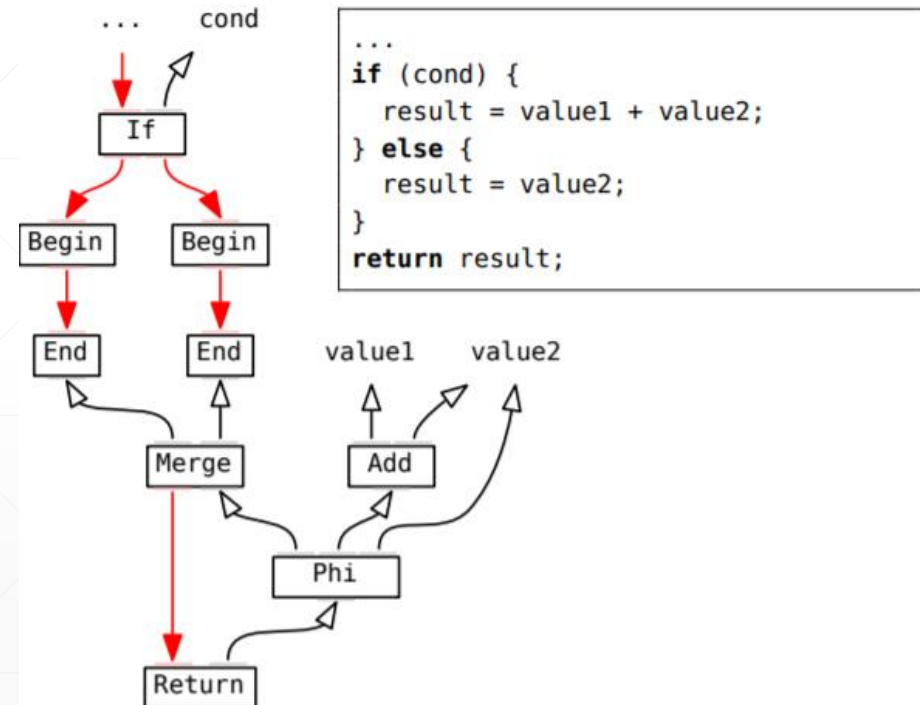 ... cond
If
Begin Begin
End End value1 value2
Merge Add
Phi
Return
...
if (cond) {
  result = value1 + value2;
} else {
  result = value2;
}
return result;